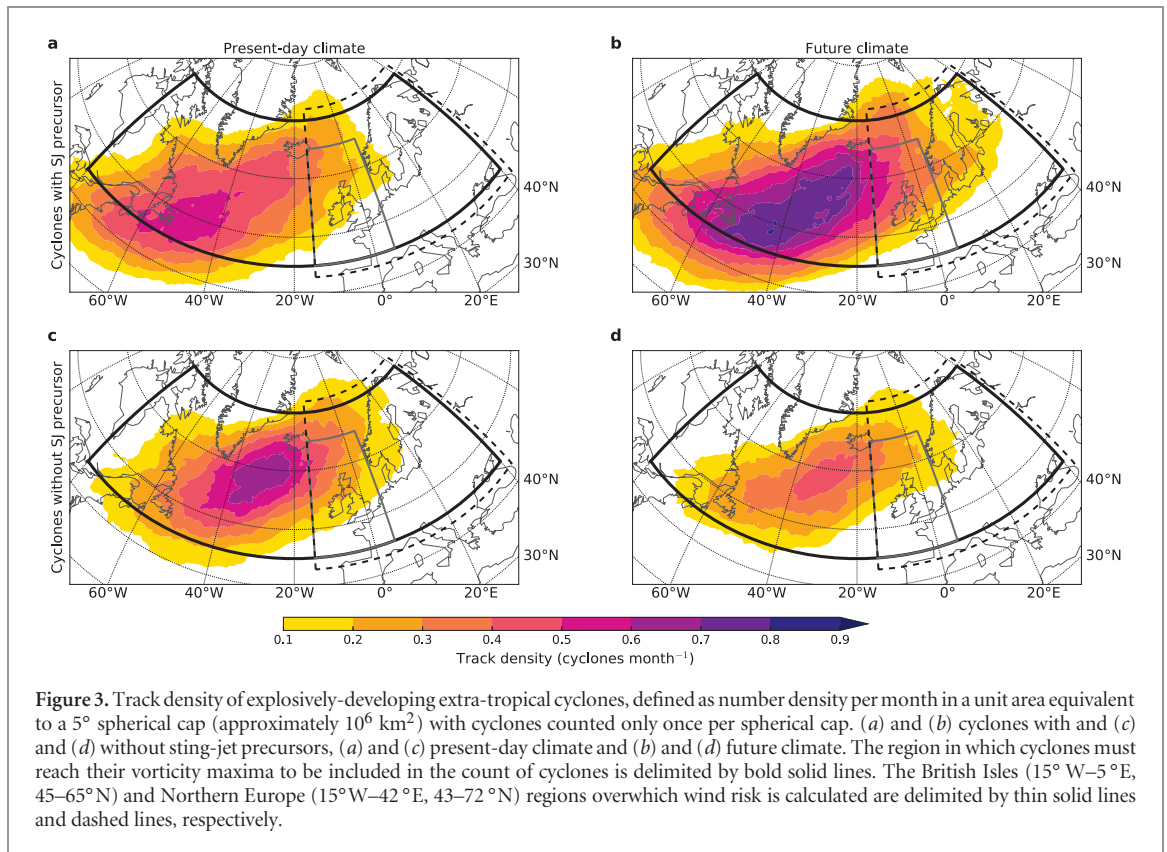 a
Present-day climate
b
Future climate
Cyclones with SJ precursor
40°N
30°N
60°W 40°W 20°W 0° 20°E
40°N
30°N
60°W 40°W 20°W 0° 20°E
c
d
Cyclones without SJ precursor
40°N
30°N
60°W 40°W 20°W 0° 20°E
40°N
30°N
60°W 40°W 20°W 0° 20°E
0.1 0.2 0.3 0.4 0.5 0.6 0.7 0.8 0.9
Track density (cyclones month⁻¹)
Figure 3. Track density of explosively-developing extra-tropical cyclones, defined as number density per month in a unit area equivalent
to a 5° spherical cap (approximately 10⁶ km²) with cyclones counted only once per spherical cap. (a) and (b) cyclones with and (c)
and (d) without sting-jet precursors, (a) and (c) present-day climate and (b) and (d) future climate. The region in which cyclones must
reach their vorticity maxima to be included in the count of cyclones is delimited by bold solid lines. The British Isles (15° W–5 °E,
45–65°N) and Northern Europe (15°W–42 °E, 43–72 °N) regions overwhich wind risk is calculated are delimited by thin solid lines
and dashed lines, respectively.